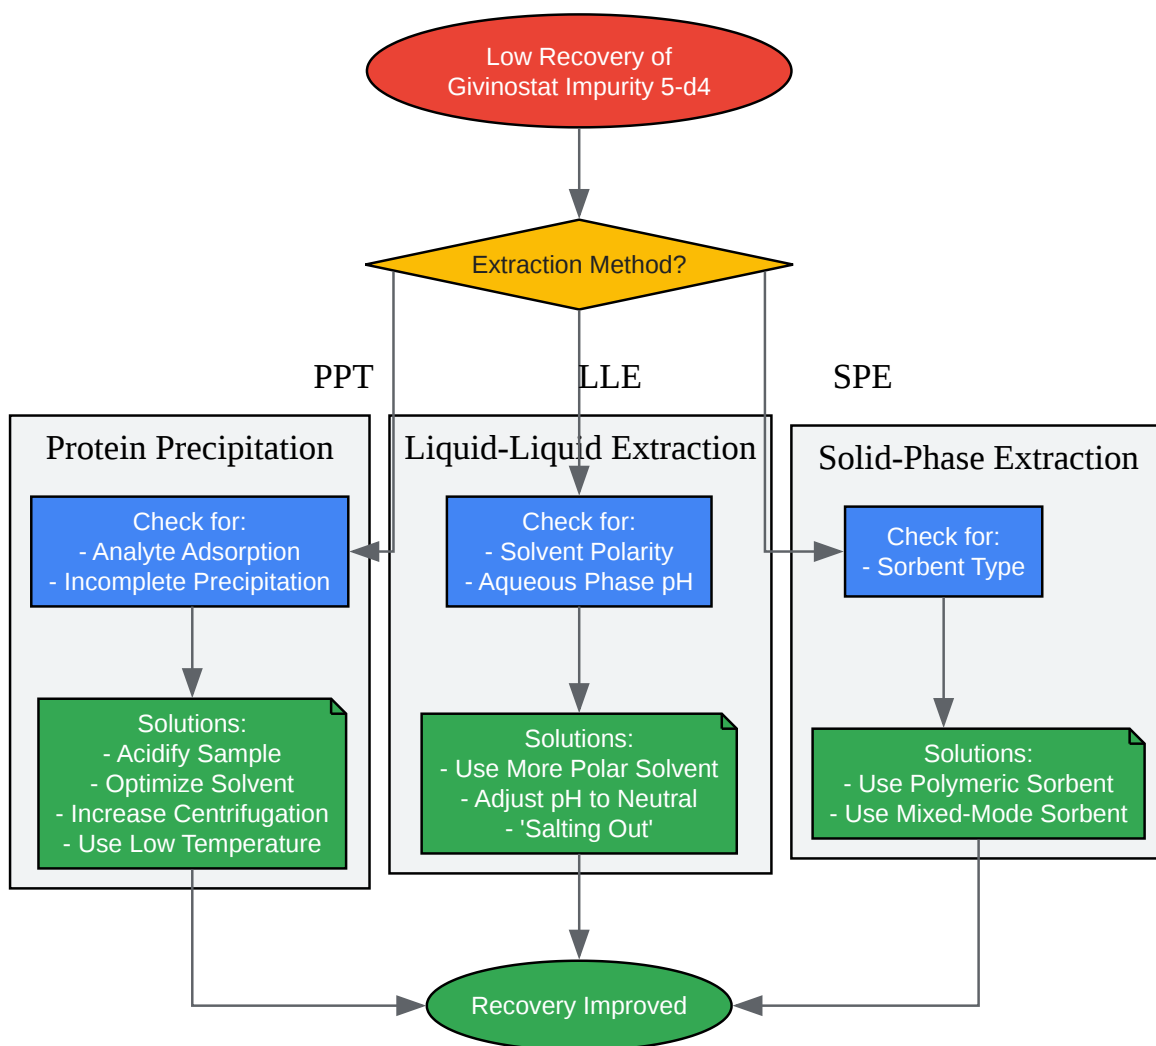 Low Recovery of
Givinostat Impurity 5-d4
Extraction Method?
PPT
LLE
SPE
Protein Precipitation
Check for:
- Analyte Adsorption
- Incomplete Precipitation
Solutions:
- Acidify Sample
- Optimize Solvent
- Increase Centrifugation
- Use Low Temperature
Liquid-Liquid Extraction
Check for:
- Solvent Polarity
- Aqueous Phase pH
Solutions:
- Use More Polar Solvent
- Adjust pH to Neutral
- 'Salting Out'
Solid-Phase Extraction
Check for:
- Sorbent Type
Solutions:
- Use Polymeric Sorbent
- Use Mixed-Mode Sorbent
Recovery Improved